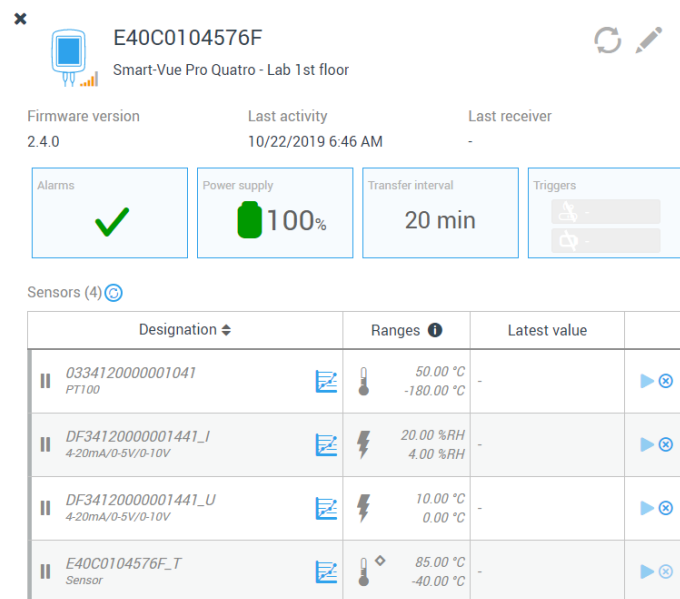 E40C0104576F
Smart-Vue Pro Quatro - Lab 1st floor
Firmware version
Last activity
Last receiver
2.4.0
10/22/2019 6:46 AM
-
Alarms
Power supply
100%
Transfer interval
20 min
Triggers
-
-
Sensors (4)
Designation
Ranges
Latest value
0334120000001041
PT100
50.00 °C
-180.00 °C
-
DF34120000001441_I
4-20mA/0-5V/0-10V
20.00 %RH
4.00 %RH
-
DF34120000001441_U
4-20mA/0-5V/0-10V
10.00 °C
0.00 °C
-
E40C0104576F_T
Sensor
85.00 °C
-40.00 °C
-